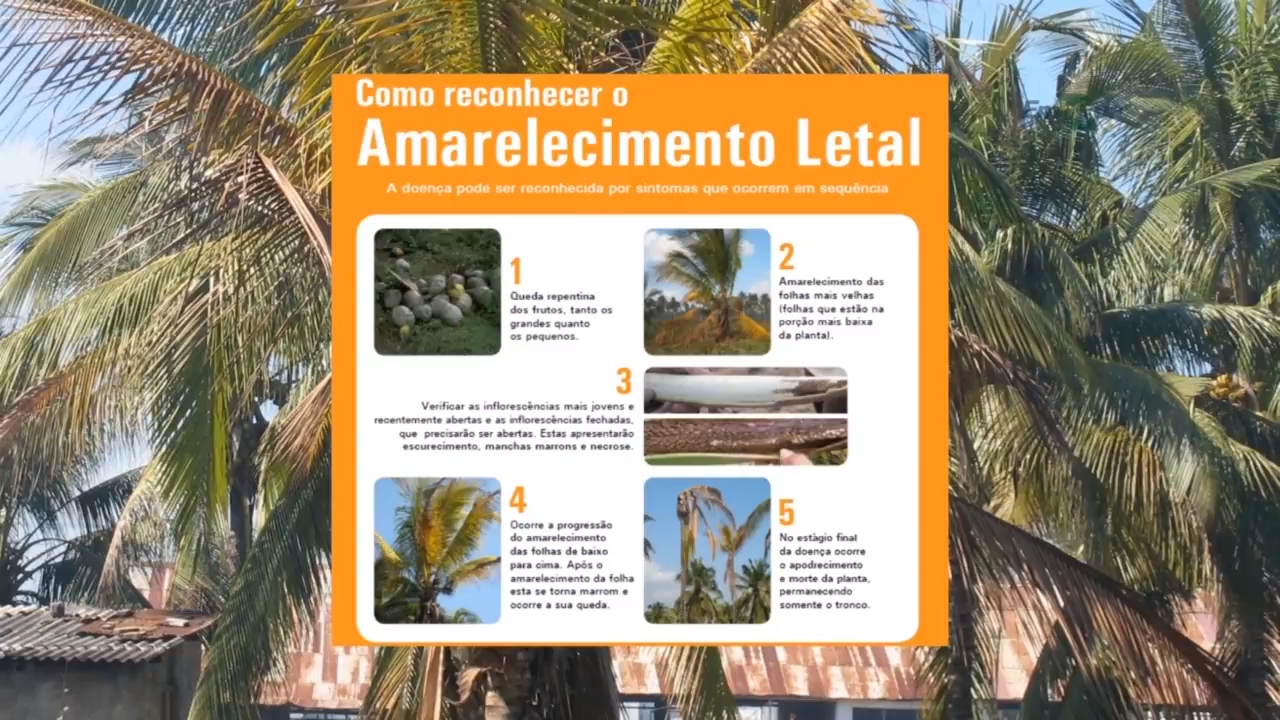 Como reconhecer o
Amarelecimento Letal
A doença pode ser reconhecida por sintomas que ocorrem em sequência
1
Queda repentina
dos frutos, tanto os
grandes quanto
os pequenos.
2
Amarelecimento das
folhas mais velhas
(folhas que estão na
porção mais baixa
da planta).
3
Verificar as inflorescências mais jovens e
recentemente abertas e as inflorescências fechadas,
que precisarão ser abertas. Estas apresentarão
escurecimento, manchas marrons e necrose.
4
Ocorre a progressão
do amarelecimento
das folhas de baixo
para cima. Após o
amarelecimento da folha
esta se torna marrom e
ocorre a sua queda.
5
No estágio final
da doença ocorre
o apodrecimento
e morte da planta,
permanecendo
somente o tronco.